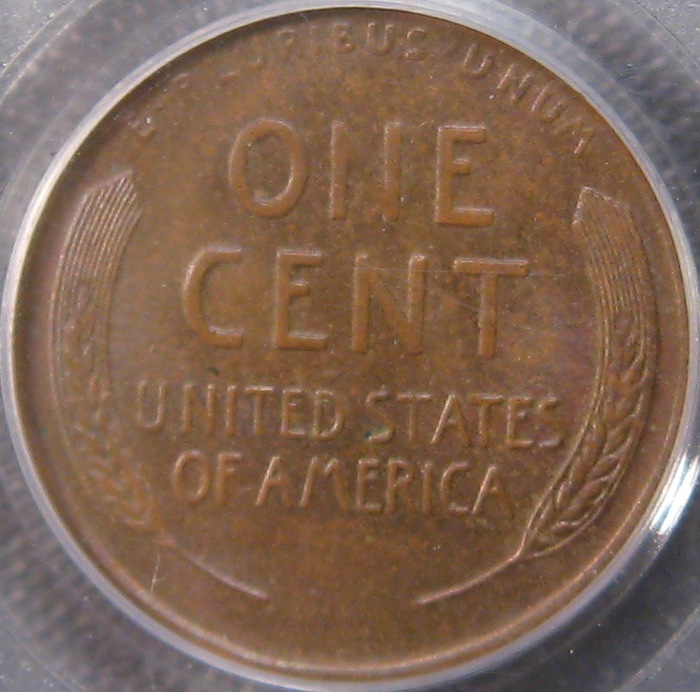 E · PLURIBUS · UNUM
ONE
CENT
UNITED STATES
OF AMERICA